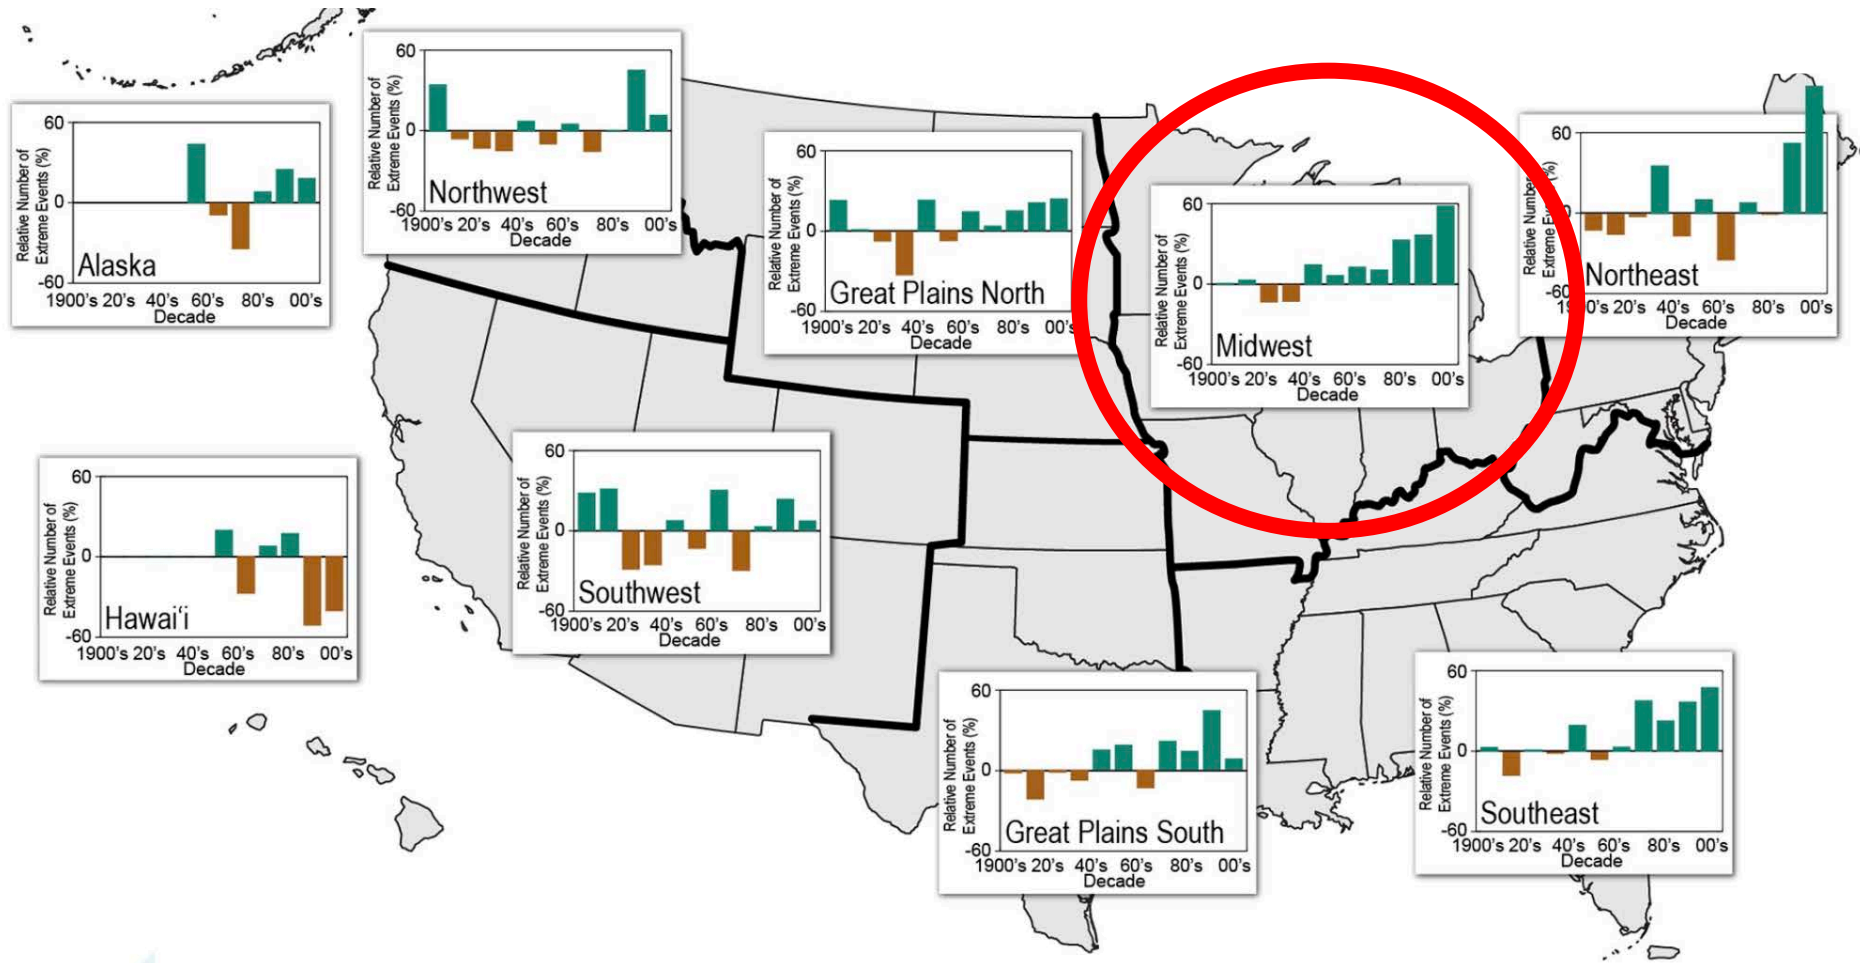 60
0
-60
Relative Number of
Extreme Events (%)
Northwest
1900's 20's 40's 60's 80's 00's
Decade
60
0
-60
Relative Number of
Extreme Events (%)
Alaska
1900's 20's 40's 60's 80's 00's
Decade
60
0
-60
Relative Number of
Extreme Events (%)
Great Plains North
1900's 20's 40's 60's 80's 00's
Decade
60
0
-60
Relative Number of
Extreme Events (%)
Midwest
1900's 20's 40's 60's 80's 00's
Decade
60
0
-60
Relative Number
Extreme Events (%)
Northeast
20's 40's 60's 80's 00's
Decade
60
0
-60
Relative Number of
Extreme Events (%)
Hawai‘i
1900's 20's 40's 60's 80's 00's
Decade
60
0
-60
Relative Number of
Extreme Events (%)
Southwest
1900's 20's 40's 60's 80's 00's
Decade
60
0
-60
Relative Number of
Extreme Events (%)
Great Plains South
1900's 20's 40's 60's 80's 00's
Decade
60
0
-60
Relative Number of
Extreme Events (%)
Southeast
1900's 20's 40's 60's 80's 00's
Decade